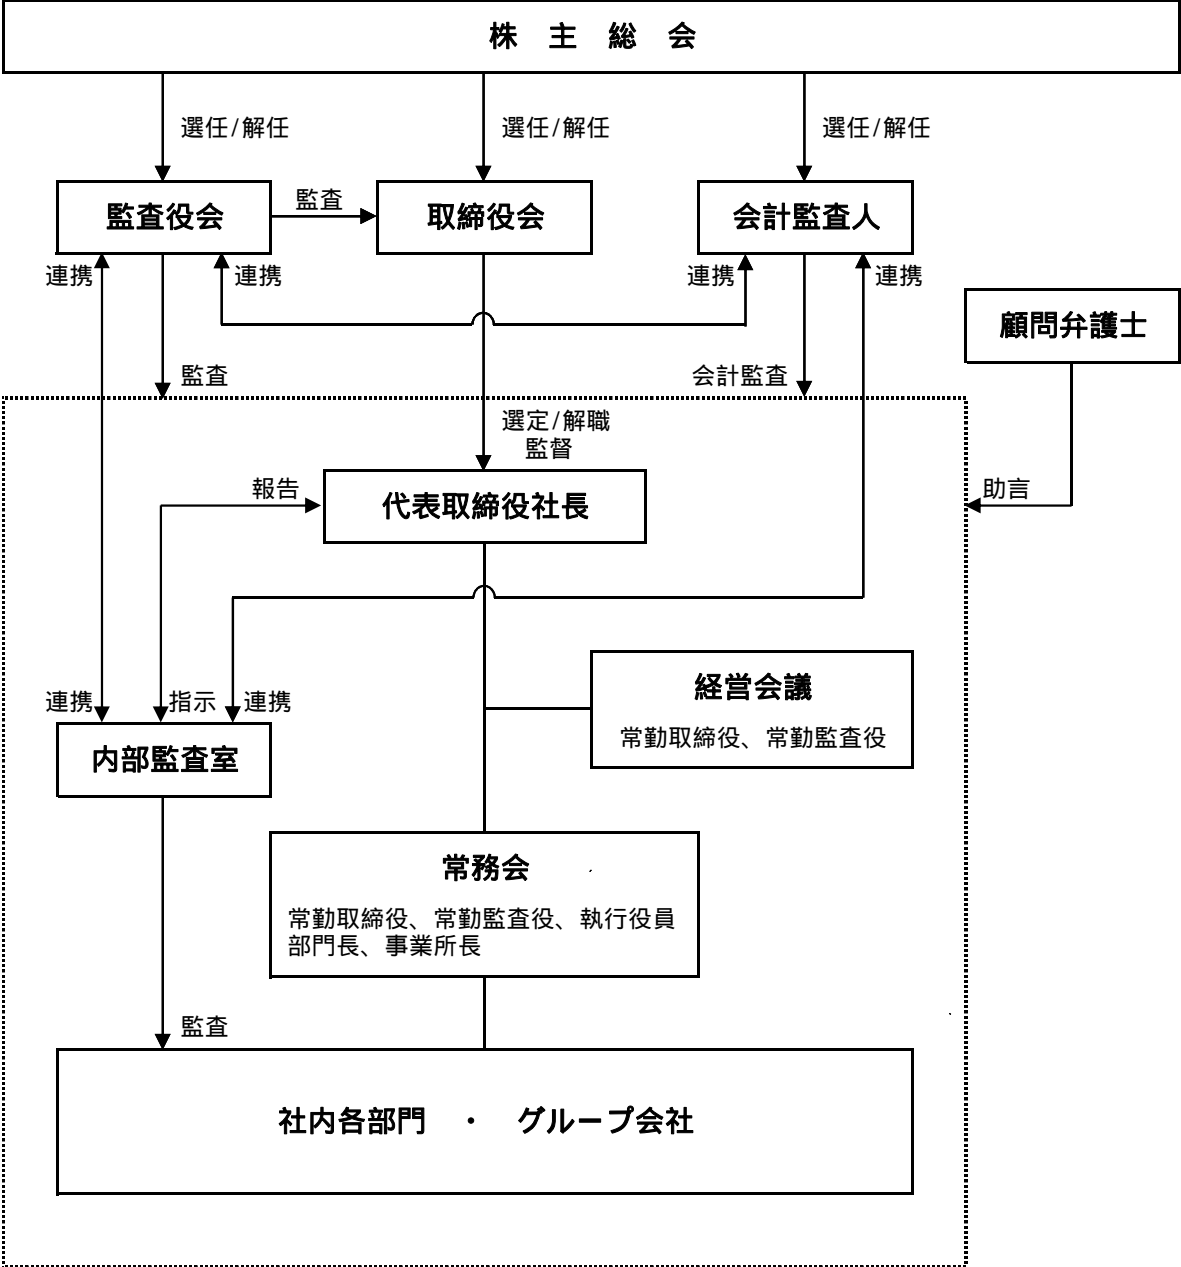 株　主　総　会
選任/解任
選任/解任
選任/解任
監査役会
監査
取締役会
会計監査人
連携
連携
連携
連携
顧問弁護士
監査
会計監査
選定/解職
監督
報告
代表取締役社長
助言
経営会議
常勤取締役、常勤監査役
連携
指示
連携
内部監査室
常務会
常勤取締役、常勤監査役、執行役員
部門長、事業所長
監査
社内各部門　・　グループ会社